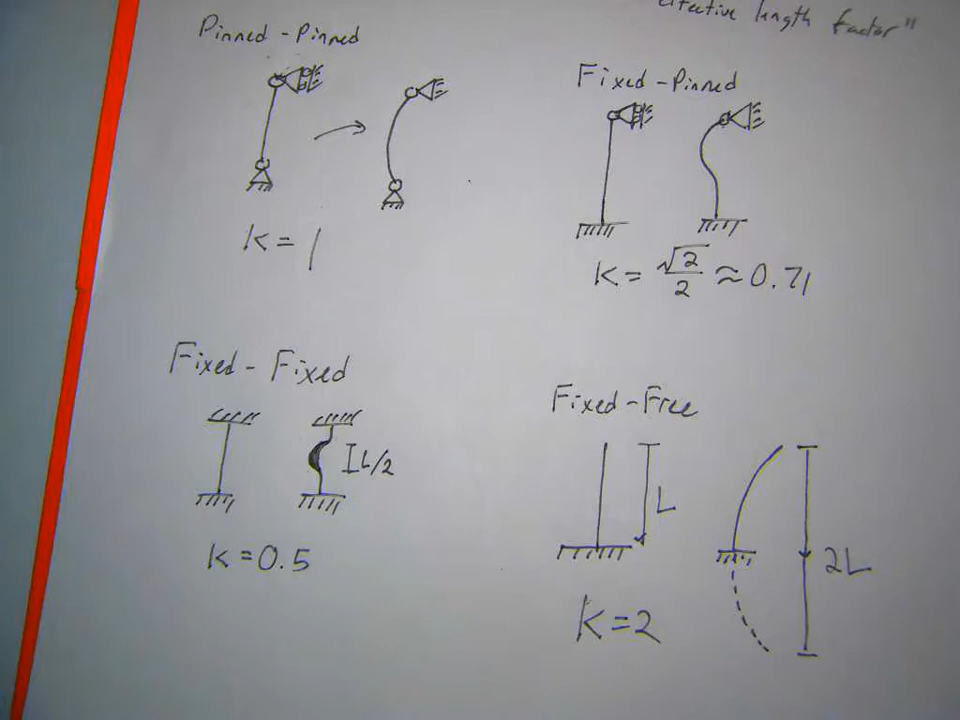 "effective length factor"
Pinned - Pinned
K = 1
Fixed - Pinned
K = √2/2 ≈ 0.71
Fixed - Fixed
L/2
K = 0.5
Fixed - Free
L
2L
K = 2